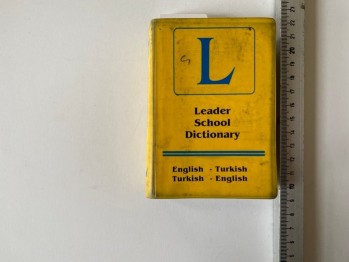 L
Leader
School
Dictionary
English - Turkish
Turkish - English